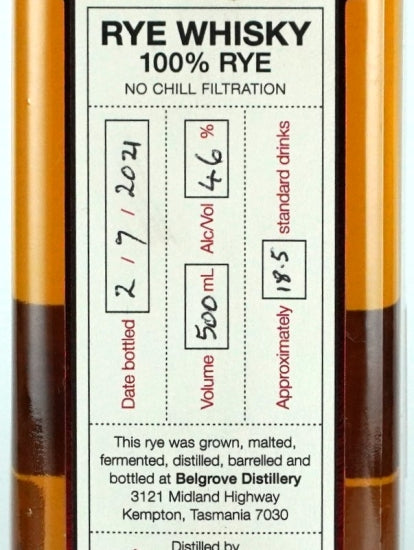 RYE WHISKY
100% RYE
NO CHILL FILTRATION
Date bottled 2 / 9 / 2021
Volume 500 mL Alc/Vol 46 %
Approximately 18.5 standard drinks
This rye was grown, malted,
fermented, distilled, barrelled and
bottled at Belgrove Distillery
3121 Midland Highway
Kempton, Tasmania 7030
Distilled by